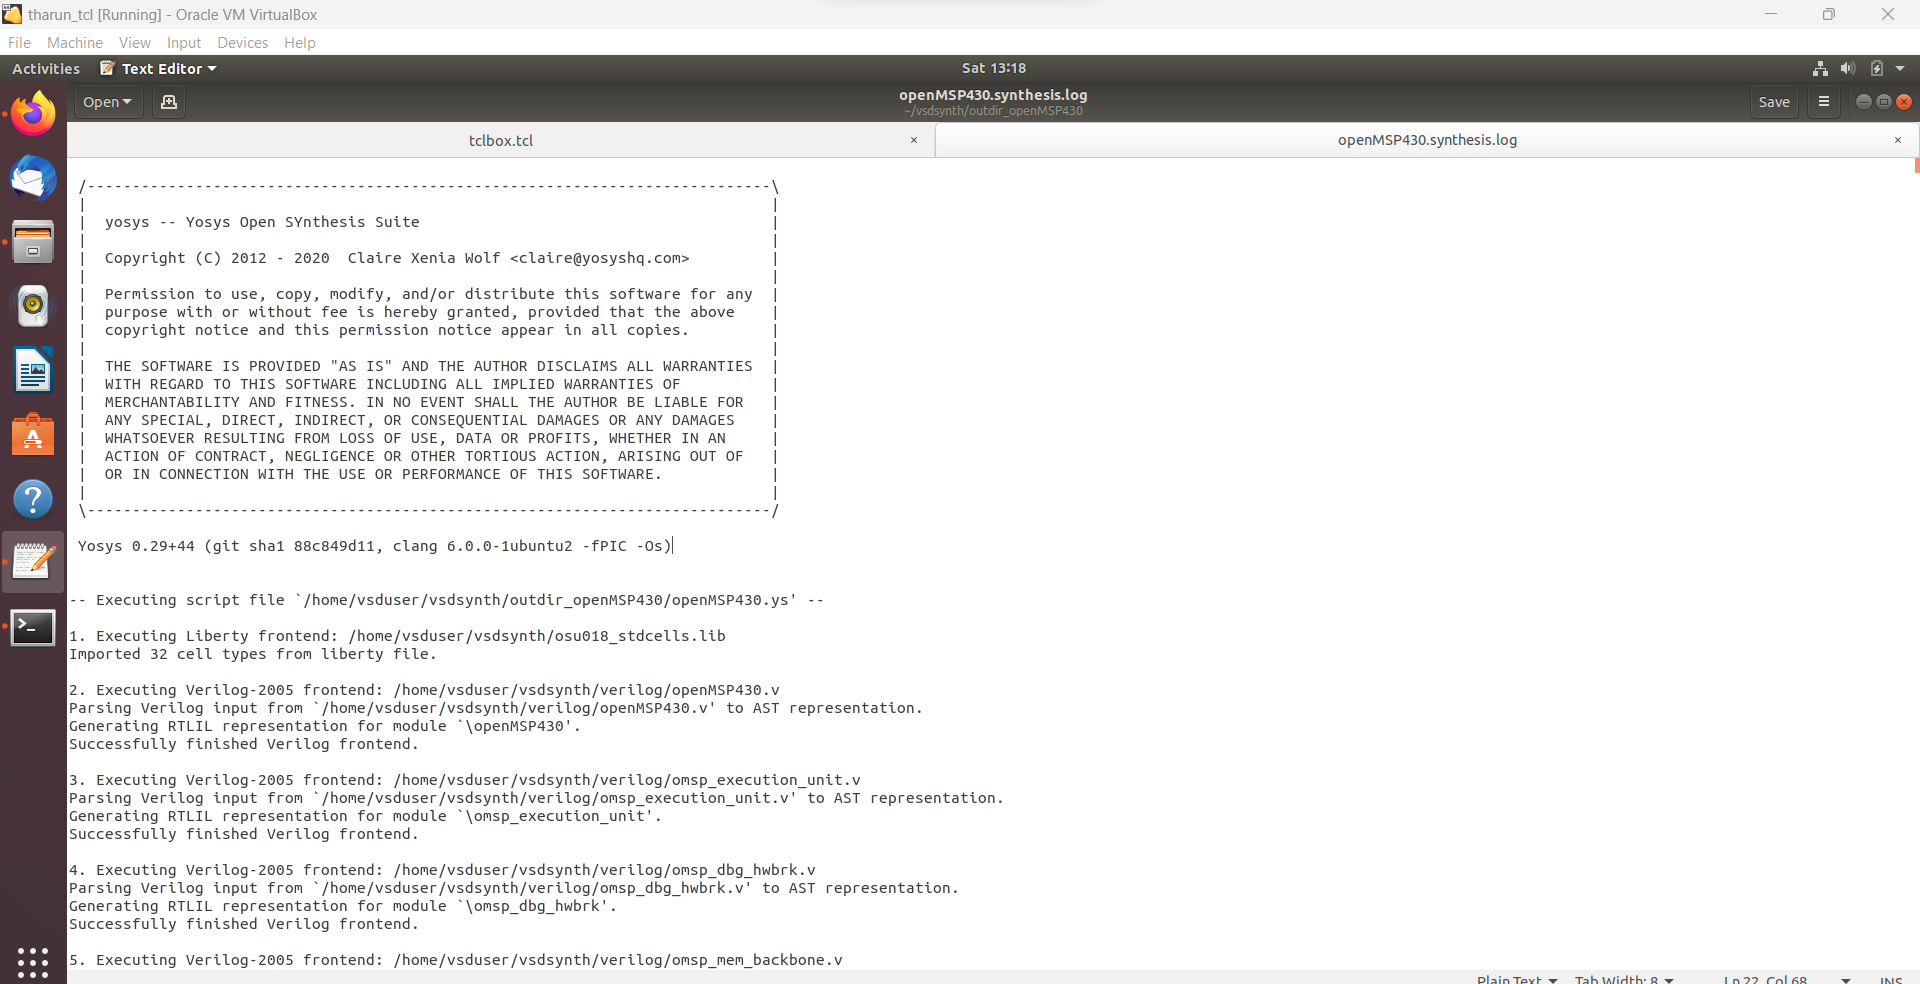 tharun_tcl [Running] - Oracle VM VirtualBox
File Machine View Input Devices Help
Activities Text Editor Sat 13:18
Open openMSP430.synthesis.log Save
~/vsdsynth/outdir_openMSP430
tclbox.tcl × openMSP430.synthesis.log ×
/----------------------------------------------------------------------------\
|                                                                            |
|  yosys -- Yosys Open SYnthesis Suite                                       |
|                                                                            |
|  Copyright (C) 2012 - 2020  Claire Xenia Wolf <claire@yosyshq.com>         |
|                                                                            |
|  Permission to use, copy, modify, and/or distribute this software for any  |
|  purpose with or without fee is hereby granted, provided that the above    |
|  copyright notice and this permission notice appear in all copies.         |
|                                                                            |
|  THE SOFTWARE IS PROVIDED "AS IS" AND THE AUTHOR DISCLAIMS ALL WARRANTIES  |
|  WITH REGARD TO THIS SOFTWARE INCLUDING ALL IMPLIED WARRANTIES OF          |
|  MERCHANTABILITY AND FITNESS. IN NO EVENT SHALL THE AUTHOR BE LIABLE FOR   |
|  ANY SPECIAL, DIRECT, INDIRECT, OR CONSEQUENTIAL DAMAGES OR ANY DAMAGES    |
|  WHATSOEVER RESULTING FROM LOSS OF USE, DATA OR PROFITS, WHETHER IN AN     |
|  ACTION OF CONTRACT, NEGLIGENCE OR OTHER TORTIOUS ACTION, ARISING OUT OF   |
|  OR IN CONNECTION WITH THE USE OR PERFORMANCE OF THIS SOFTWARE.            |
|                                                                            |
\----------------------------------------------------------------------------/
Yosys 0.29+44 (git sha1 88c849d11, clang 6.0.0-1ubuntu2 -fPIC -Os)
-- Executing script file `/home/vsduser/vsdsynth/outdir_openMSP430/openMSP430.ys' --
1. Executing Liberty frontend: /home/vsduser/vsdsynth/osu018_stdcells.lib
Imported 32 cell types from liberty file.
2. Executing Verilog-2005 frontend: /home/vsduser/vsdsynth/verilog/openMSP430.v
Parsing Verilog input from `/home/vsduser/vsdsynth/verilog/openMSP430.v' to AST representation.
Generating RTLIL representation for module `\openMSP430'.
Successfully finished Verilog frontend.
3. Executing Verilog-2005 frontend: /home/vsduser/vsdsynth/verilog/omsp_execution_unit.v
Parsing Verilog input from `/home/vsduser/vsdsynth/verilog/omsp_execution_unit.v' to AST representation.
Generating RTLIL representation for module `\omsp_execution_unit'.
Successfully finished Verilog frontend.
4. Executing Verilog-2005 frontend: /home/vsduser/vsdsynth/verilog/omsp_dbg_hwbrk.v
Parsing Verilog input from `/home/vsduser/vsdsynth/verilog/omsp_dbg_hwbrk.v' to AST representation.
Generating RTLIL representation for module `\omsp_dbg_hwbrk'.
Successfully finished Verilog frontend.
5. Executing Verilog-2005 frontend: /home/vsduser/vsdsynth/verilog/omsp_mem_backbone.v
Plain Text Tab Width: 8 Ln 22, Col 68 INS